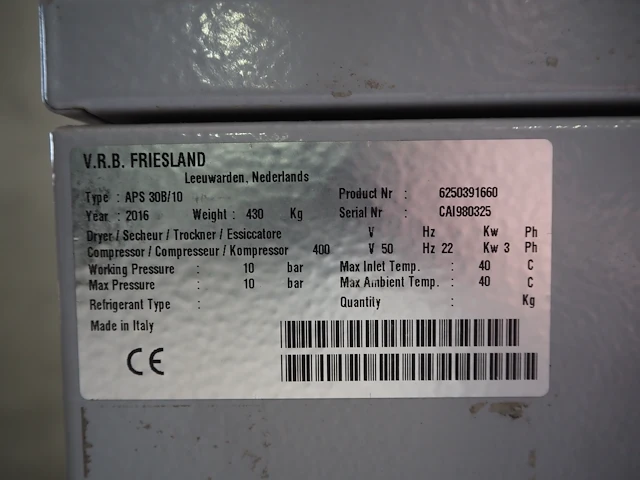 V.R.B. FRIESLAND
Leeuwarden, Nederlands
Type : APS 30B/10 Product Nr : 6250391660
Year : 2016 Weight : 430 Kg Serial Nr : CAI980325
Dryer / Secheur / Trockner / Essiccatore V Hz Kw Ph
Compressor / Compresseur / Kompressor 400 V 50 Hz 22 Kw 3 Ph
Working Pressure : 10 bar Max Inlet Temp. : 40 C
Max Pressure : 10 bar Max Ambient Temp. : 40 C
Refrigerant Type : Quantity : Kg
Made in Italy
CE